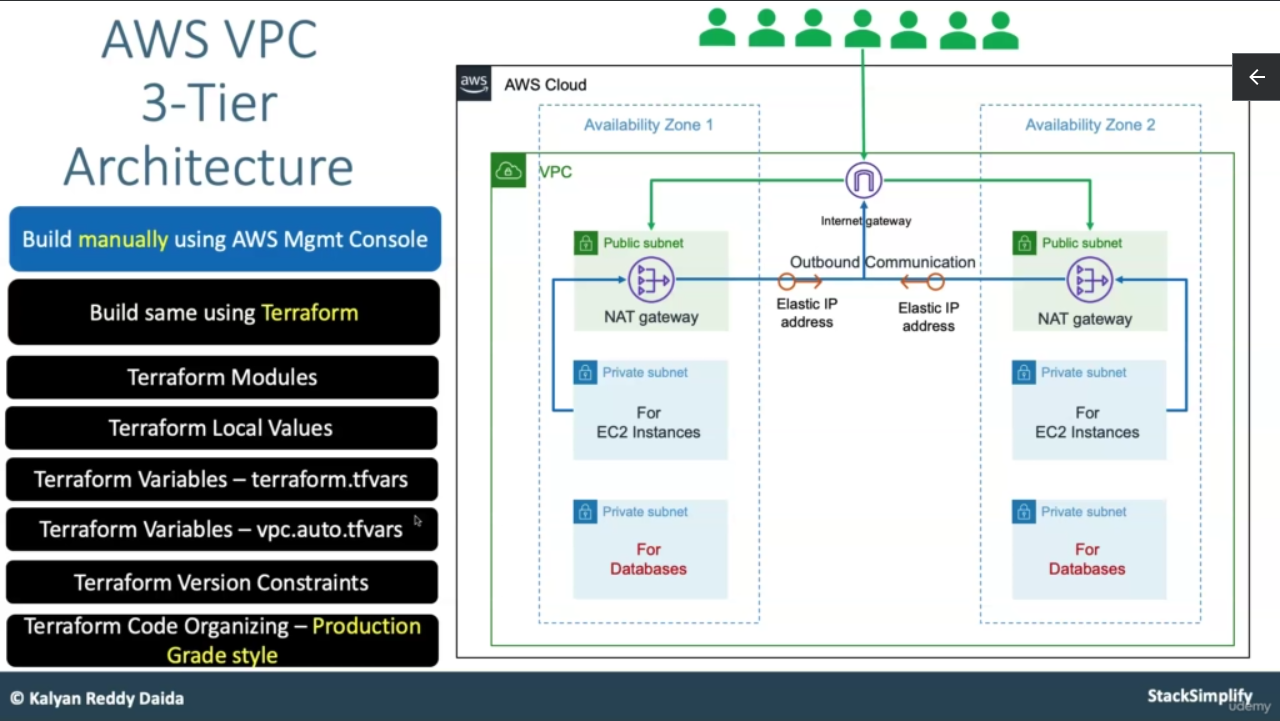 AWS VPC
3-Tier
Architecture
Build manually using AWS Mgmt Console
Build same using Terraform
Terraform Modules
Terraform Local Values
Terraform Variables – terraform.tfvars
Terraform Variables – vpc.auto.tfvars
Terraform Version Constraints
Terraform Code Organizing – Production
Grade style
aws
AWS Cloud
Availability Zone 1
Availability Zone 2
VPC
Internet gateway
Public subnet
Public subnet
Outbound Communication
NAT gateway
Elastic IP
address
Elastic IP
address
NAT gateway
Private subnet
For
EC2 Instances
Private subnet
For
EC2 Instances
Private subnet
For
Databases
Private subnet
For
Databases
© Kalyan Reddy Daida
StackSimplify
udemy